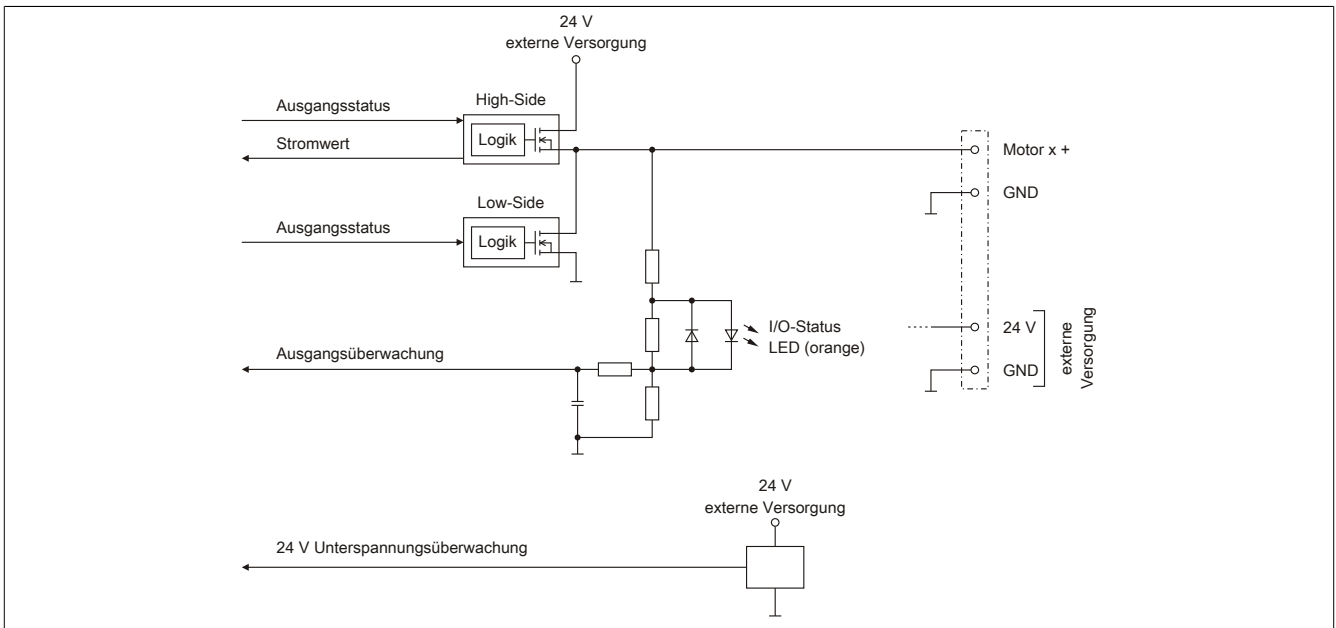 24 V
externe Versorgung
High-Side
Ausgangsstatus
Logik
Stromwert
Motor x +
GND
Low-Side
Ausgangsstatus
Logik
I/O-Status
LED (orange)
24 V
GND
externe
Versorgung
Ausgangsüberwachung
24 V
externe Versorgung
24 V Unterspannungsüberwachung